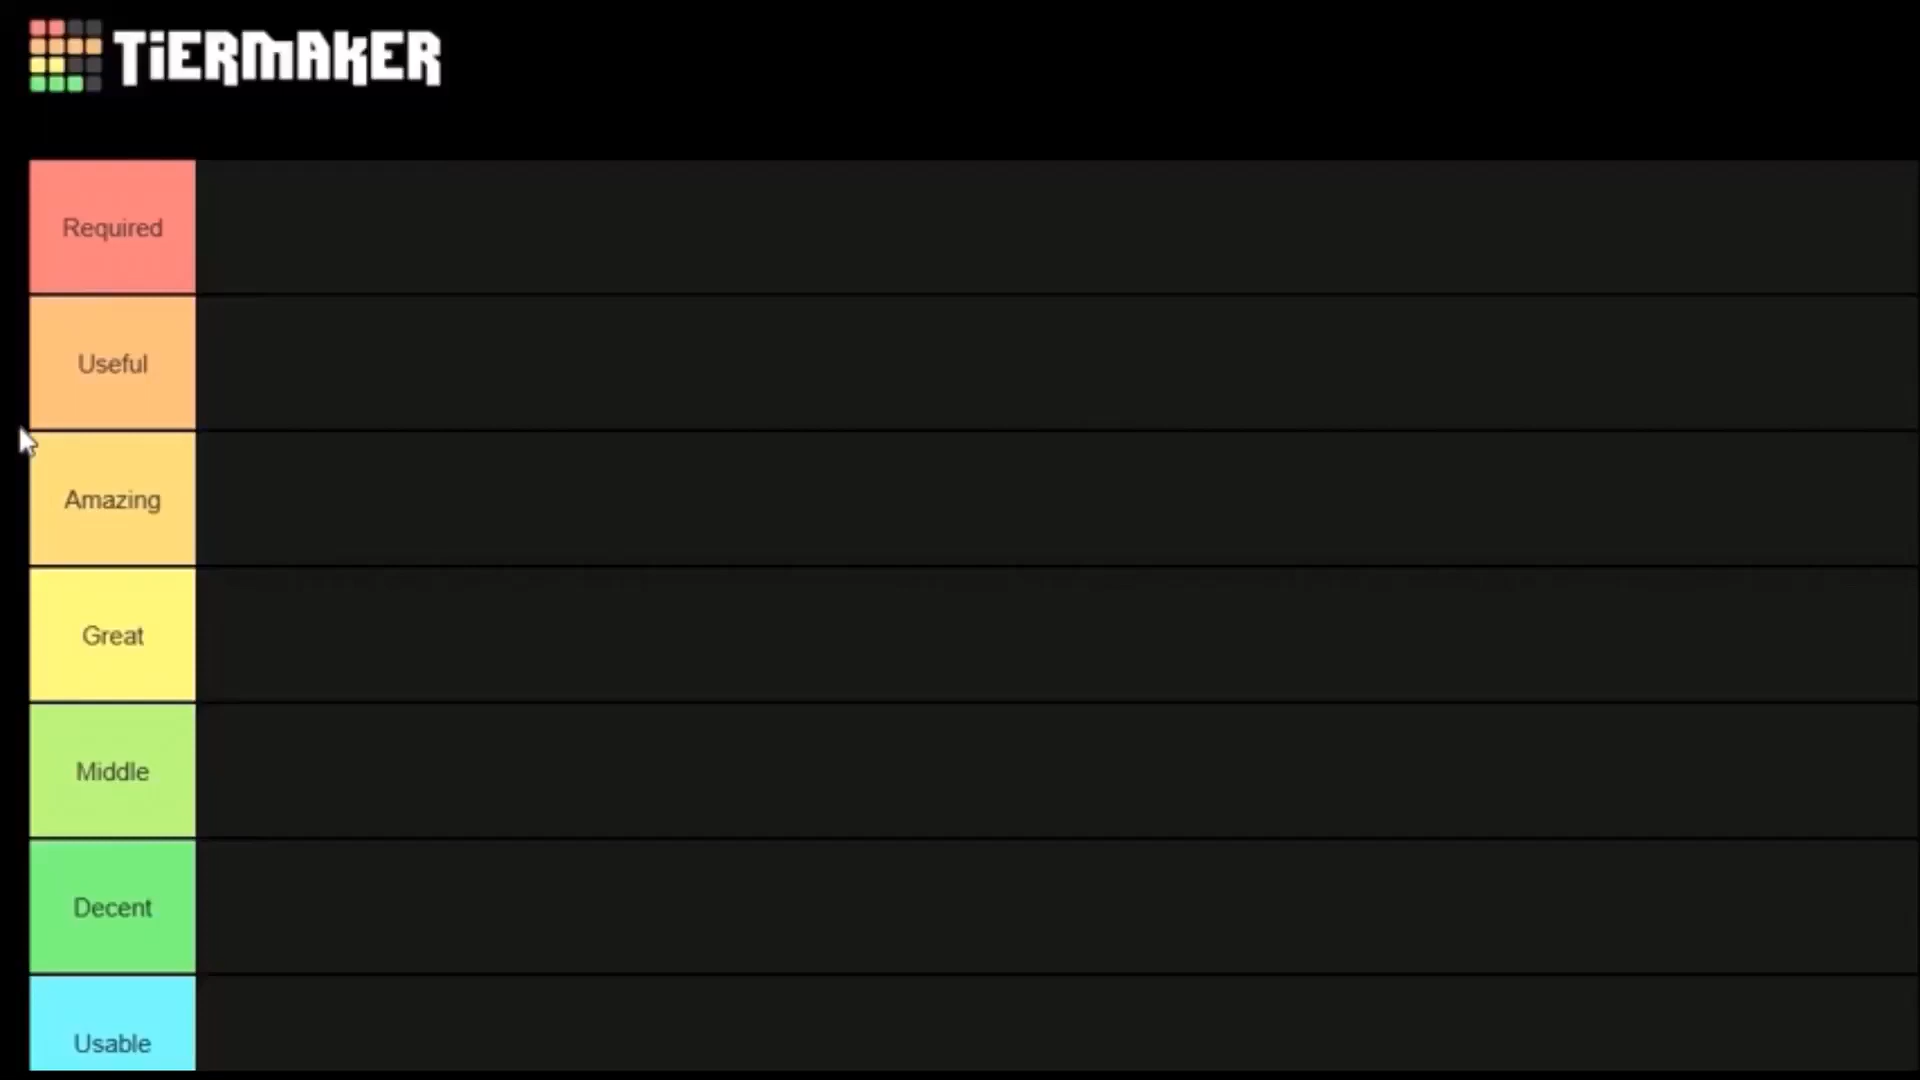 TiERMAKER
Required
Useful
Amazing
Great
Middle
Decent
Usable